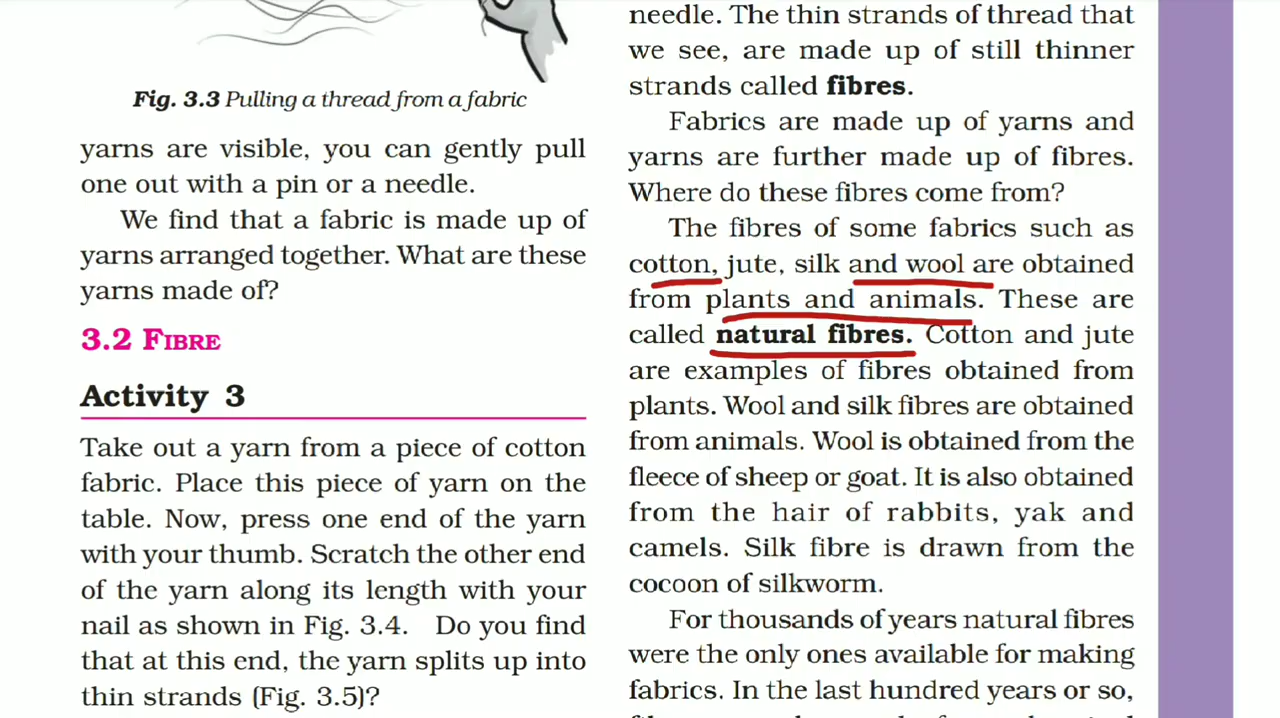 Fig. 3.3 Pulling a thread from a fabric
yarns are visible, you can gently pull
one out with a pin or a needle.
We find that a fabric is made up of
yarns arranged together. What are these
yarns made of?
3.2 FIBRE
Activity 3
Take out a yarn from a piece of cotton
fabric. Place this piece of yarn on the
table. Now, press one end of the yarn
with your thumb. Scratch the other end
of the yarn along its length with your
nail as shown in Fig. 3.4. Do you find
that at this end, the yarn splits up into
thin strands (Fig. 3.5)?
needle. The thin strands of thread that
we see, are made up of still thinner
strands called fibres.
Fabrics are made up of yarns and
yarns are further made up of fibres.
Where do these fibres come from?
The fibres of some fabrics such as
cotton, jute, silk and wool are obtained
from plants and animals. These are
called natural fibres. Cotton and jute
are examples of fibres obtained from
plants. Wool and silk fibres are obtained
from animals. Wool is obtained from the
fleece of sheep or goat. It is also obtained
from the hair of rabbits, yak and
camels. Silk fibre is drawn from the
cocoon of silkworm.
For thousands of years natural fibres
were the only ones available for making
fabrics. In the last hundred years or so,